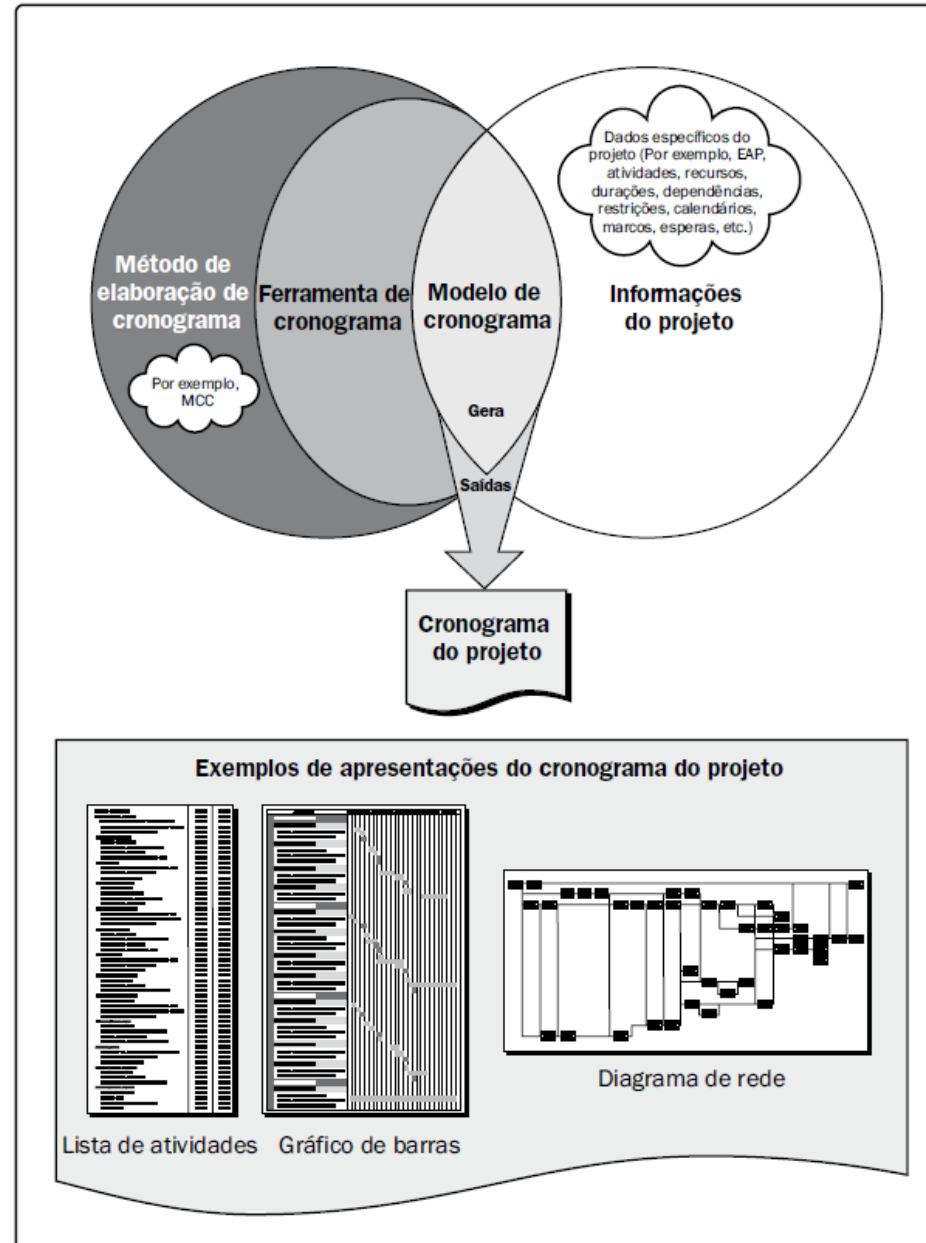 Dados específicos do
projeto (Por exemplo, EAP,
atividades, recursos,
durações, dependências,
restrições, calendários,
marcos, esperas, etc.)
Método de
elaboração de
cronograma
Ferramenta de
cronograma
Modelo de
cronograma
Informações
do projeto
Por exemplo,
MCC
Gera
Saídas
Cronograma
do projeto
Exemplos de apresentações do cronograma do projeto
Lista de atividades
Gráfico de barras
Diagrama de rede